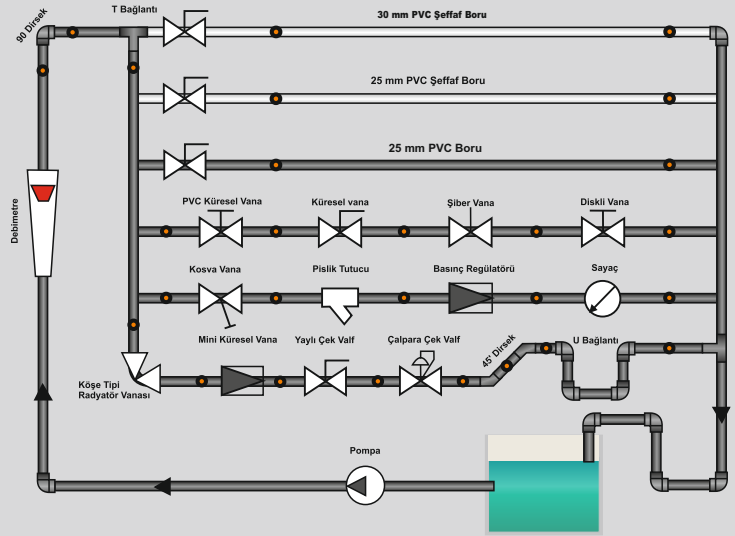 T Bağlantı
30 mm PVC Şeffaf Boru
90 Dirsek
25 mm PVC Şeffaf Boru
25 mm PVC Boru
PVC Küresel Vana
Küresel vana
Şiber Vana
Diskli Vana
Debimetre
Kosva Vana
Pislik Tutucu
Basınç Regülatörü
Sayaç
Mini Küresel Vana
Yaylı Çek Valf
Çalpara Çek Valf
45' Dirsek
U Bağlantı
Köşe Tipi
Radyatör Vanası
Pompa